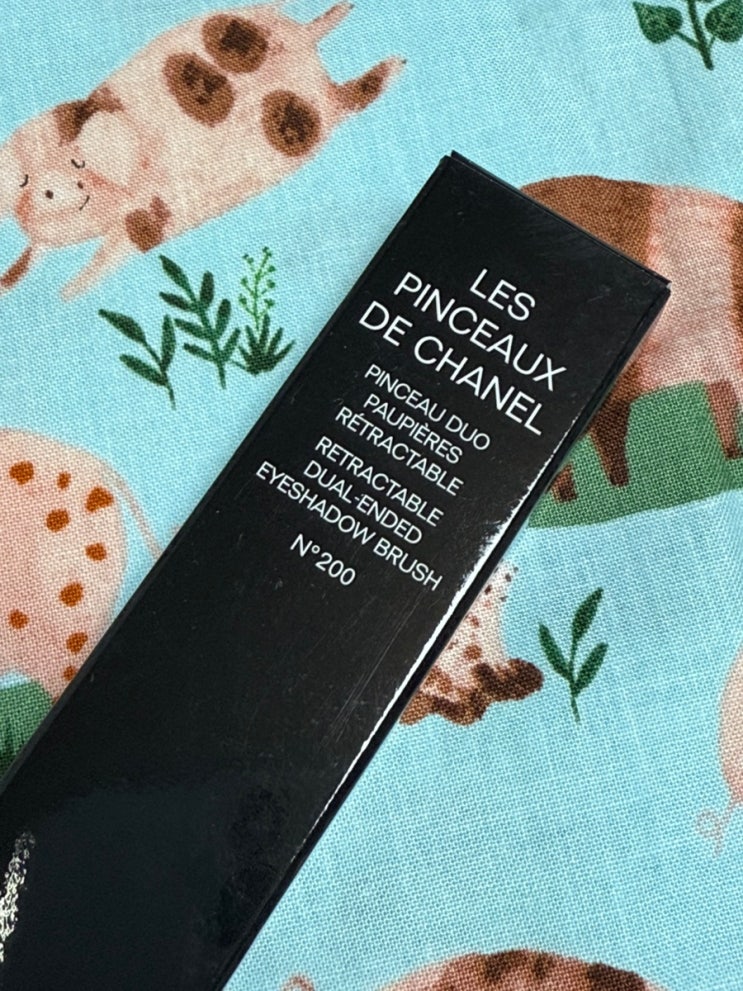 LES
PINCEAUX
DE CHANEL
PINCEAU DUO
PAUPIÈRES
RÉTRACTABLE
RETRACTABLE
DUAL-ENDED
EYESHADOW BRUSH
N°200